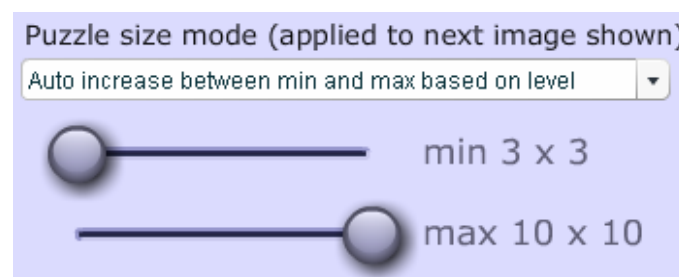 Puzzle size mode (applied to next image shown)
Auto increase between min and max based on level
min 3 x 3
max 10 x 10